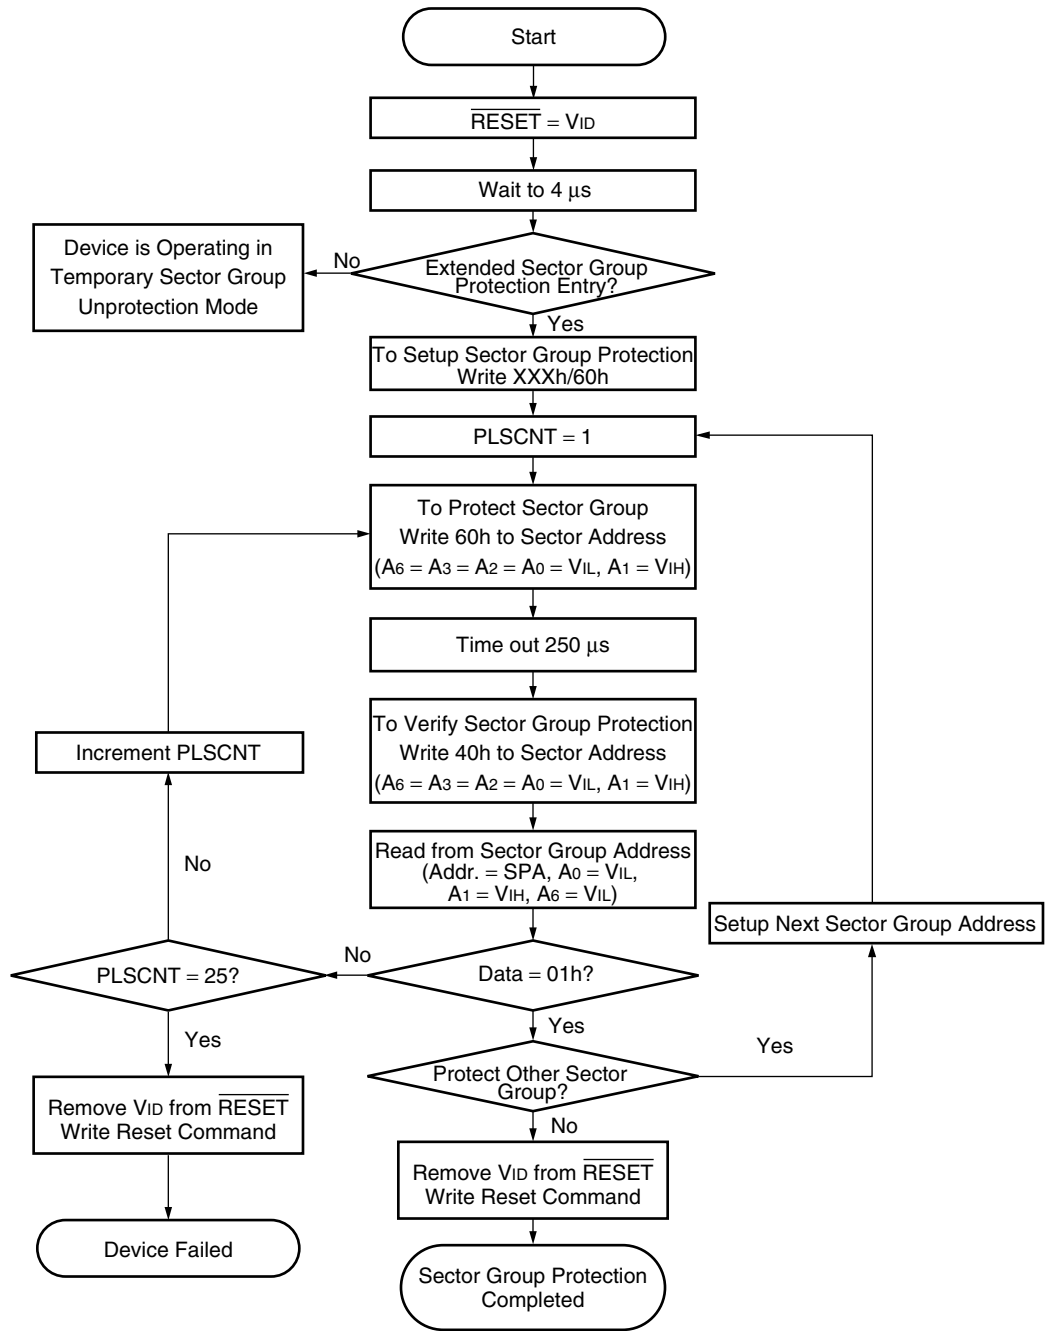 Start
RESET = VID
Wait to 4 μs
Device is Operating in
Temporary Sector Group
Unprotection Mode
No
Extended Sector Group
Protection Entry?
Yes
To Setup Sector Group Protection
Write XXXh/60h
PLSCNT = 1
To Protect Sector Group
Write 60h to Sector Address
(A6 = A3 = A2 = A0 = VIL, A1 = VIH)
Time out 250 μs
To Verify Sector Group Protection
Write 40h to Sector Address
(A6 = A3 = A2 = A0 = VIL, A1 = VIH)
Increment PLSCNT
Read from Sector Group Address
(Addr. = SPA, A0 = VIL,
A1 = VIH, A6 = VIL)
No
Setup Next Sector Group Address
PLSCNT = 25?
No
Data = 01h?
Yes
Yes
Yes
Protect Other Sector
Group?
No
Remove VID from RESET
Write Reset Command
Remove VID from RESET
Write Reset Command
Device Failed
Sector Group Protection
Completed